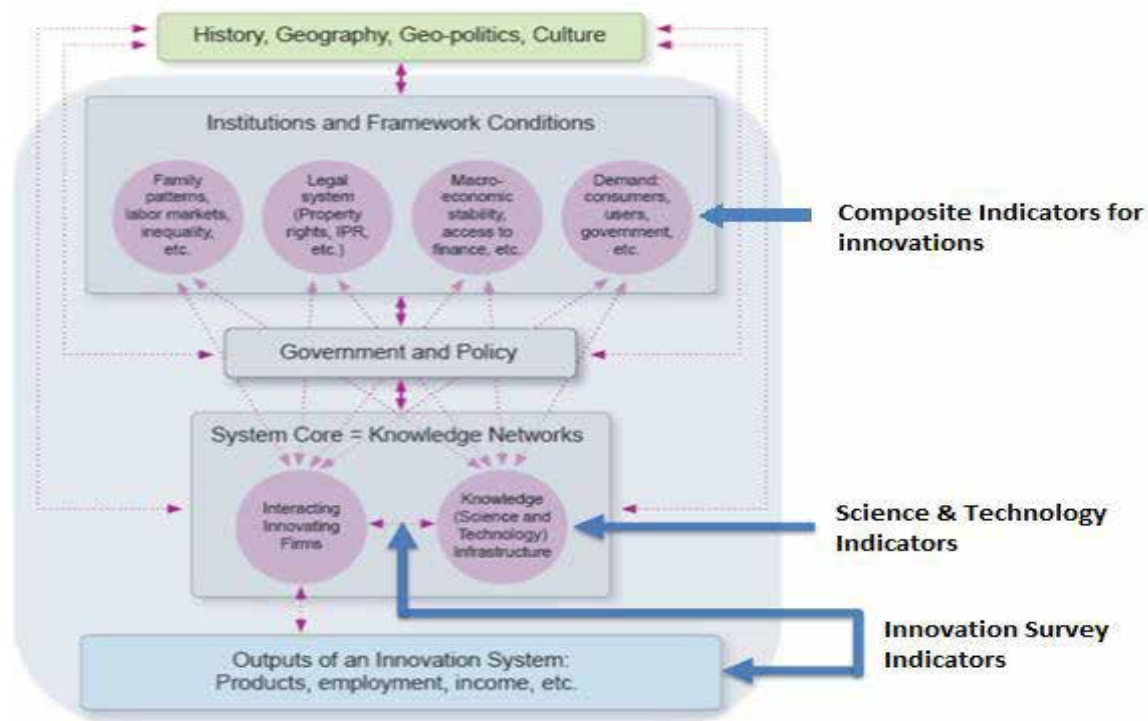 History, Geography, Geo-politics, Culture
Institutions and Framework Conditions
Family
patterns,
labor markets,
inequality,
etc.
Legal
system
(Property
rights, IPR,
etc.)
Macro-
economic
stability,
access to
finance, etc.
Demand:
consumers,
users,
government,
etc.
Composite Indicators for
innovations
Government and Policy
System Core = Knowledge Networks
Interacting
Innovating
Firms
Knowledge
(Science and
Technology)
Infrastructure
Science & Technology
Indicators
Innovation Survey
Indicators
Outputs of an Innovation System:
Products, employment, income, etc.